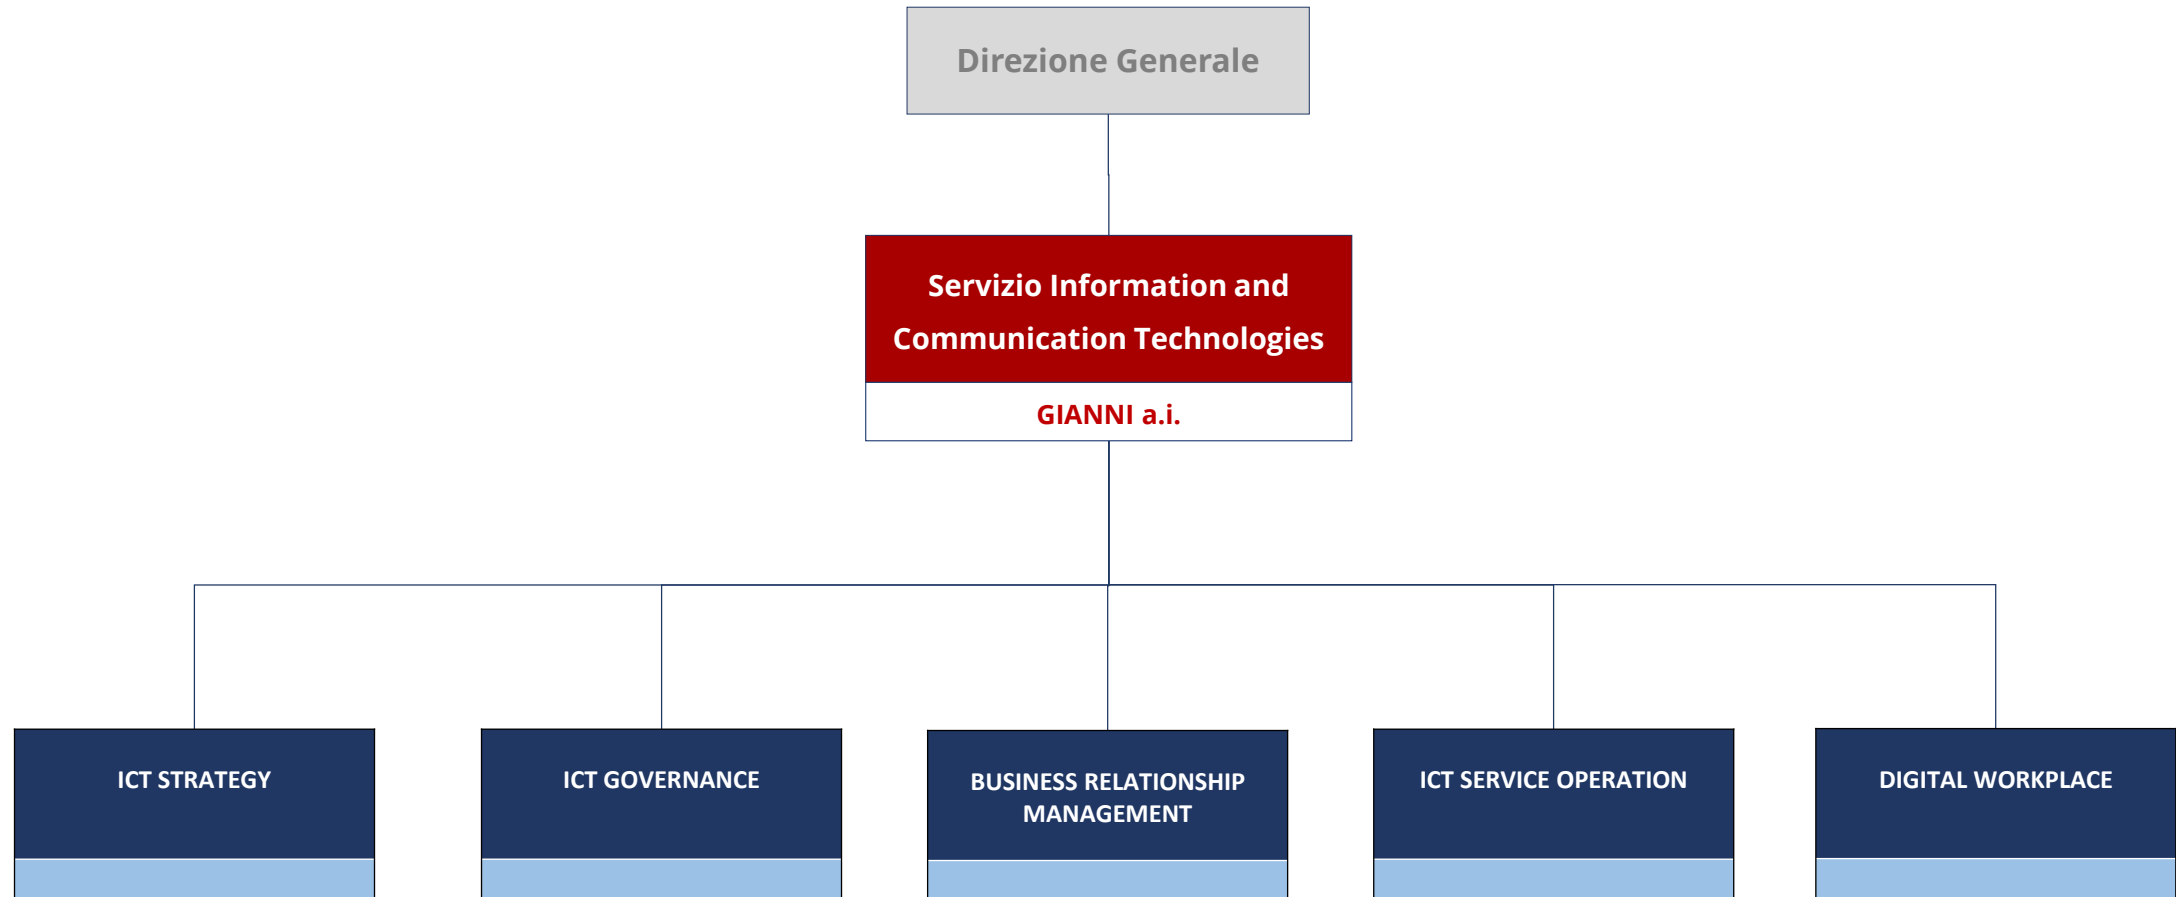 Direzione Generale
Servizio Information and
Communication Technologies
GIANNI a.i.
ICT STRATEGY
ICT GOVERNANCE
BUSINESS RELATIONSHIP
MANAGEMENT
ICT SERVICE OPERATION
DIGITAL WORKPLACE